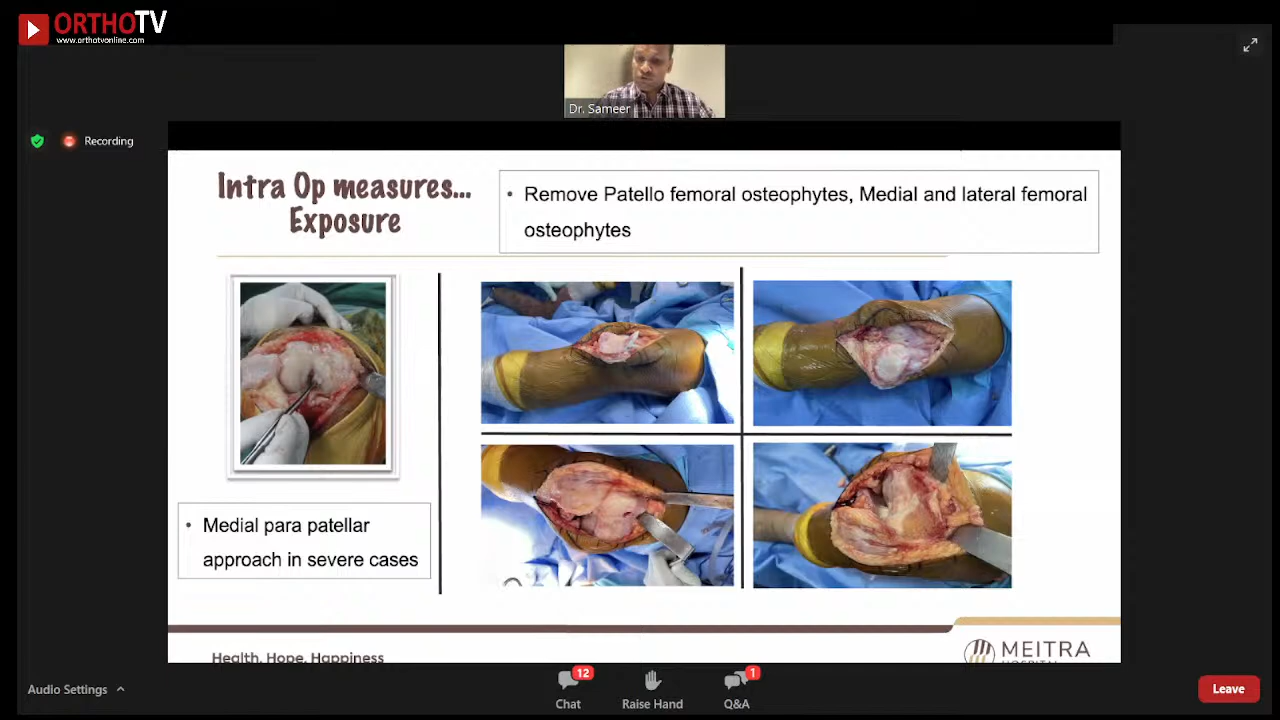 ORTHOTV
www.orthotvonline.com
Dr. Sameer
Recording
Intra Op measures...
Exposure
• Remove Patello femoral osteophytes, Medial and lateral femoral
osteophytes
• Medial para patellar
approach in severe cases
Health, Hope, Happiness
MEITRA
HOSPITAL
Audio Settings
12
Chat
Raise Hand
1
Q&A
Leave